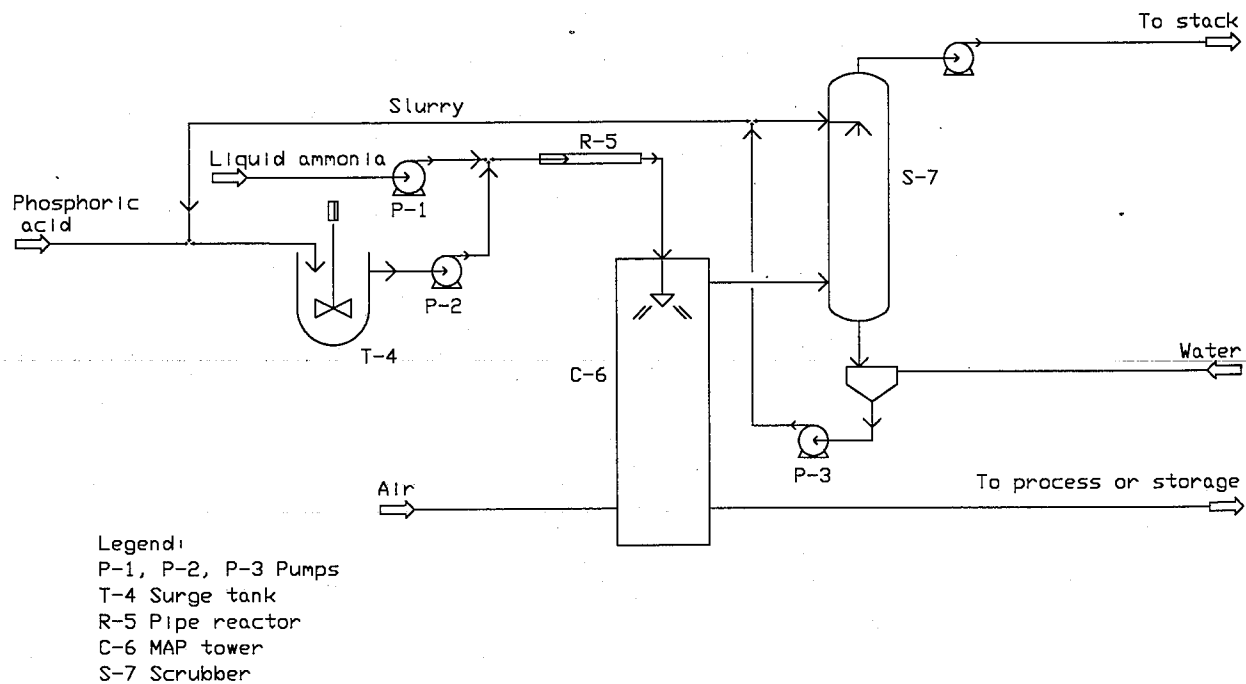 To stack
Slurry
R-5
Liquid ammonia
P-1
S-7
Phosphoric
acid
P-2
T-4
Water
C-6
P-3
Air
To process or storage
Legend:
P-1, P-2, P-3 Pumps
T-4 Surge tank
R-5 Pipe reactor
C-6 MAP tower
S-7 Scrubber